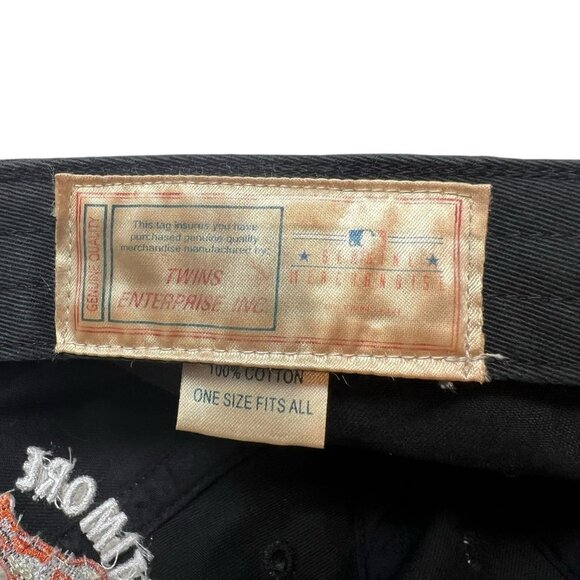 GENUINE QUALITY
This tag insures you have
purchased genuine quality
merchandise manufactured by:
TWINS
ENTERPRISE, INC.
GENUINE
MERCHANDISE
100% COTTON
ONE SIZE FITS ALL